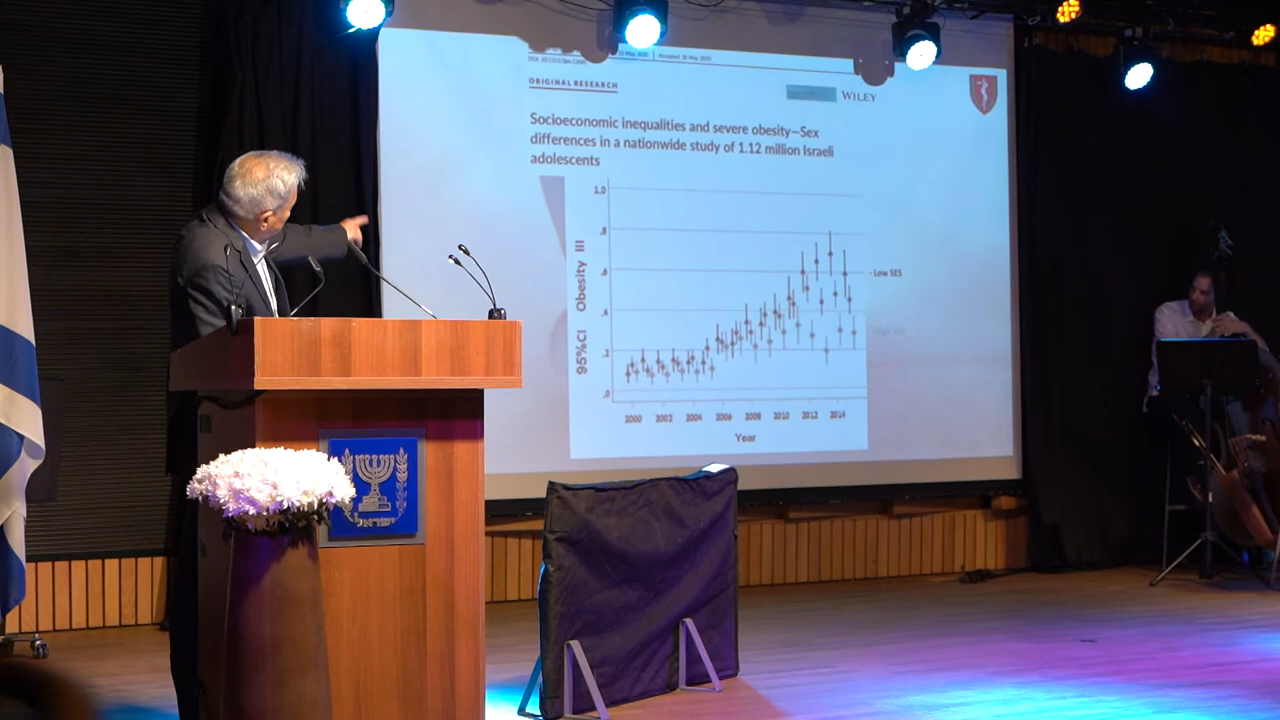 ORIGINAL RESEARCH
WILEY
Socioeconomic inequalities and severe obesity—Sex
differences in a nationwide study of 1.12 million Israeli
adolescents
1.0
.8
.6
.4
.2
.0
95%CI Obesity III
Low SES
2000 2002 2004 2006 2008 2010 2012 2014
Year
ישראל